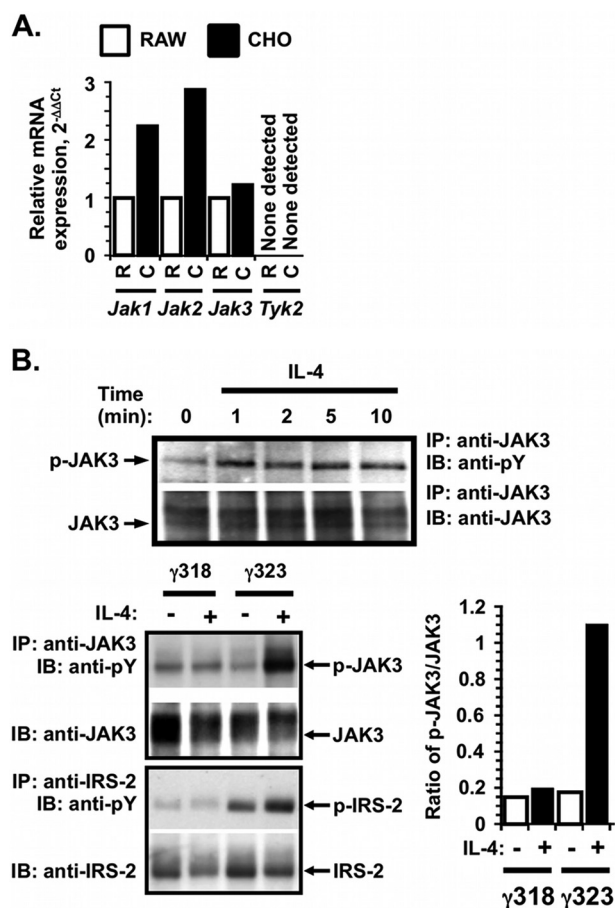 A.
RAW CHO
Relative mRNA
expression, 2-ΔΔCt
3
2
1
0
None detected
None detected
R C R C R C R C
Jak1 Jak2 Jak3 Tyk2
B.
IL-4
Time
(min): 0 1 2 5 10
p-JAK3
IP: anti-JAK3
IB: anti-pY
JAK3
IP: anti-JAK3
IB: anti-JAK3
γ318 γ323
IL-4: - + - +
IP: anti-JAK3
IB: anti-pY
p-JAK3
IB: anti-JAK3
JAK3
IP: anti-IRS-2
IB: anti-pY
p-IRS-2
IB: anti-IRS-2
IRS-2
Ratio of p-JAK3/JAK3
1.2
1
0.8
0.6
0.4
0.2
0
IL-4: - + - +
γ318 γ323